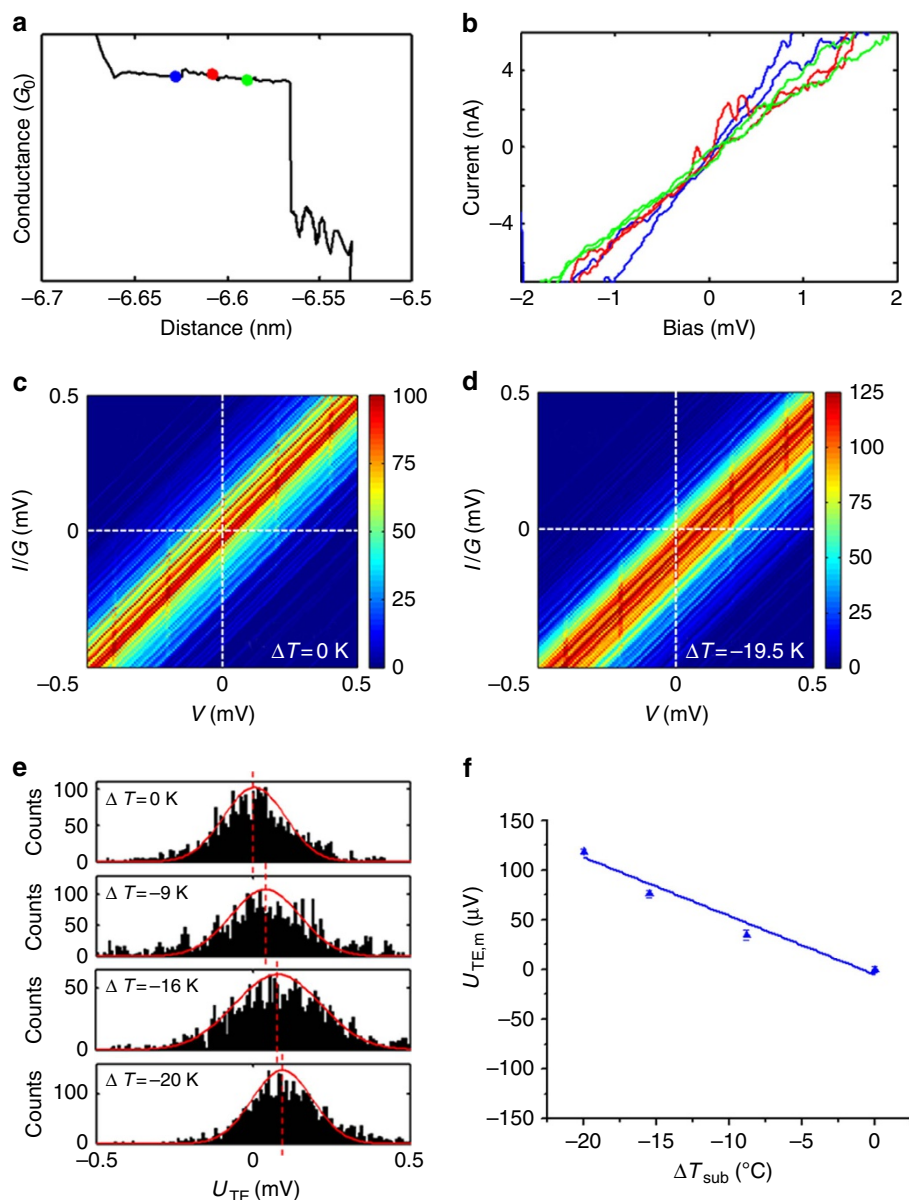 a
Conductance (G0)
−6.7
−6.65
−6.6
−6.55
−6.5
Distance (nm)
b
Current (nA)
4
0
−4
−2
−1
0
1
2
Bias (mV)
c
I/G (mV)
0.5
0
−0.5
0
0.5
V (mV)
ΔT=0 K
100
75
50
25
0
d
I/G (mV)
0.5
0
−0.5
0
0.5
V (mV)
ΔT=−19.5 K
125
100
75
50
25
0
e
Counts
100
50
0
Δ T=0 K
Counts
100
50
0
Δ T=−9 K
Counts
50
0
Δ T=−16 K
Counts
100
0
Δ T=−20 K
−0.5
0
0.5
UTE (mV)
f
UTE,m (μV)
150
100
50
0
−50
−100
−150
−20
−15
−10
−5
0
ΔTsub (°C)